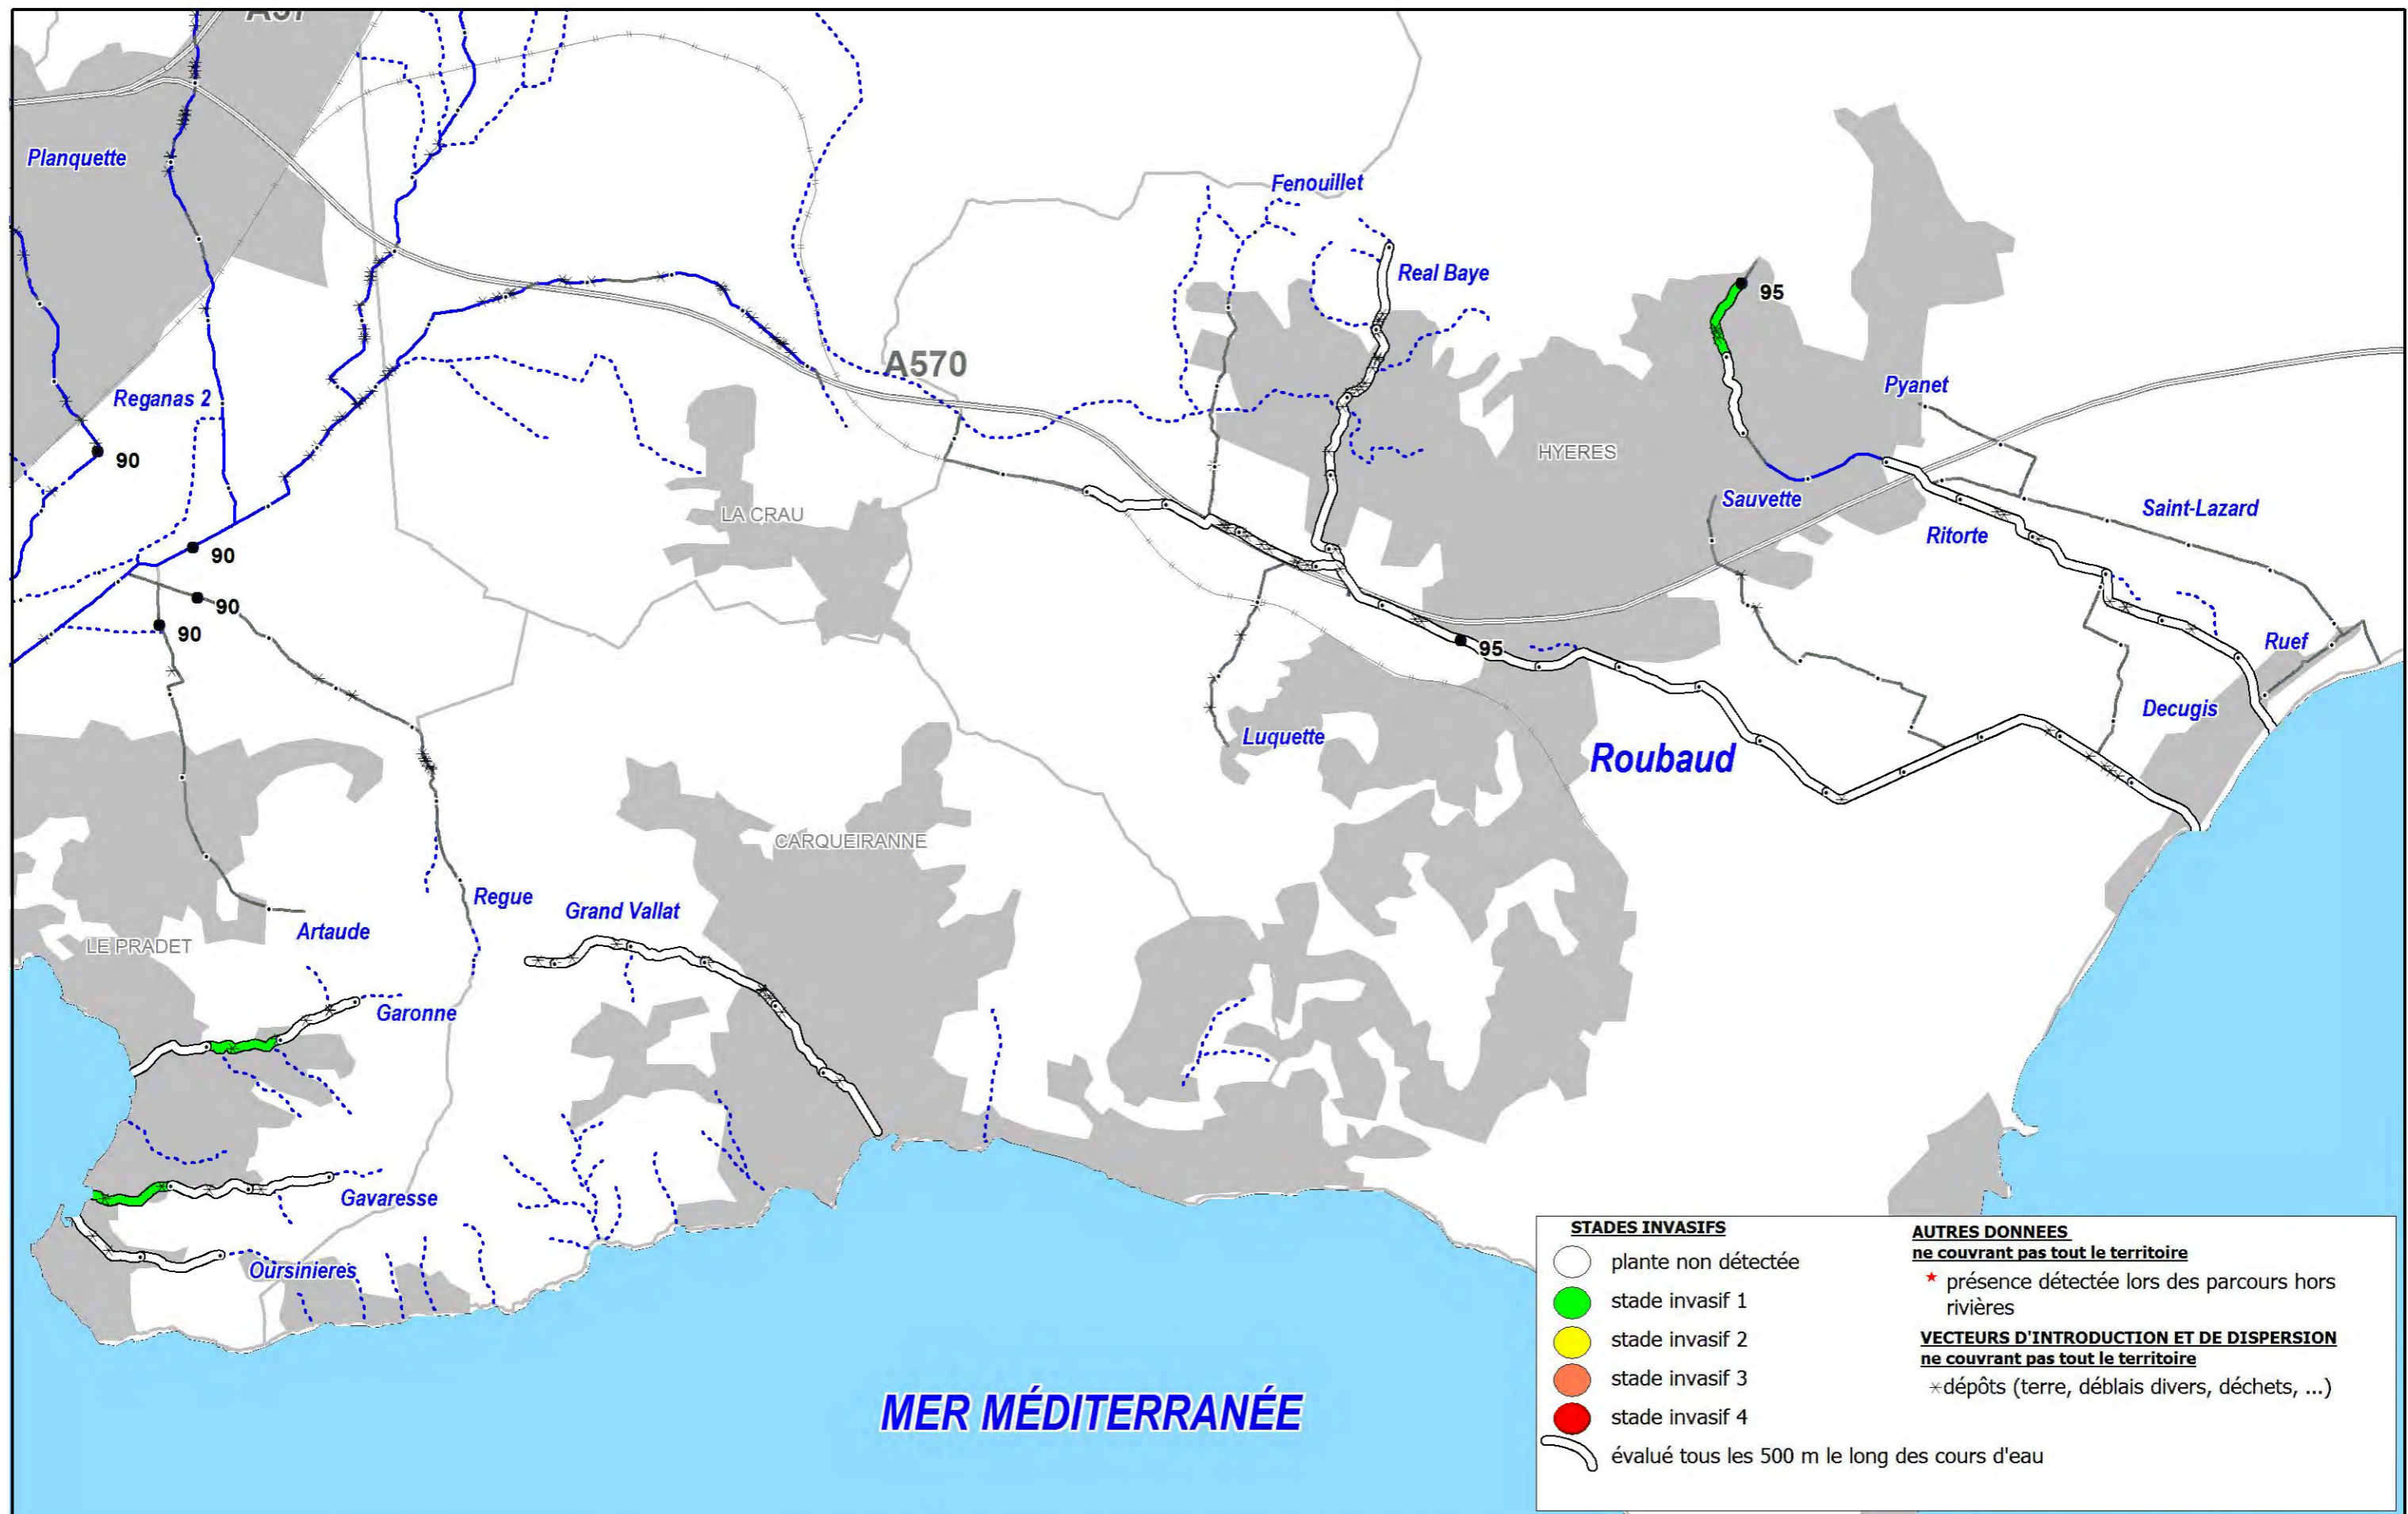 A57
Planquette
Fenouillet
Real Baye
95
A570
Pyanet
Reganas 2
HYERES
90
Sauvette
Saint-Lazard
LA CRAU
Ritorte
90
90
90
95
Ruef
Decugis
Luquette
Roubaud
CARQUEIRANNE
Regue
Grand Vallat
Artaude
LE PRADET
Garonne
Gavaresse
Oursinieres
MER MÉDITERRANÉE
STADES INVASIFS
plante non détectée
stade invasif 1
stade invasif 2
stade invasif 3
stade invasif 4
évalué tous les 500 m le long des cours d'eau
AUTRES DONNEES
ne couvrant pas tout le territoire
présence détectée lors des parcours hors
rivières
VECTEURS D'INTRODUCTION ET DE DISPERSION
ne couvrant pas tout le territoire
dépôts (terre, déblais divers, déchets, ...)